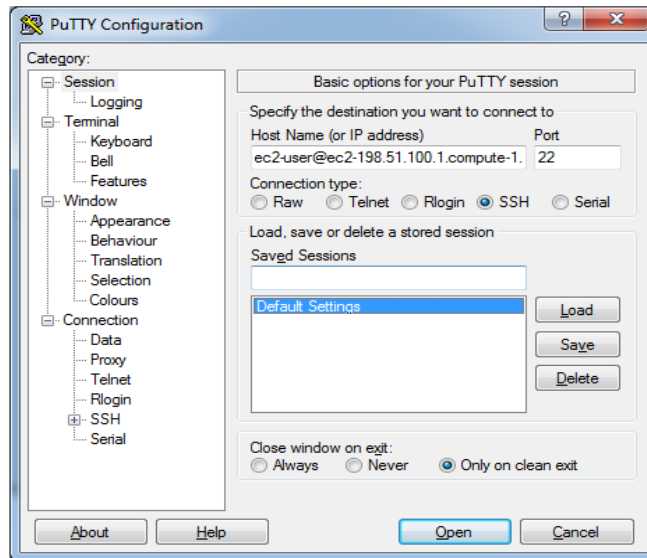 PuTTY Configuration
Category:
Session
Logging
Terminal
Keyboard
Bell
Features
Window
Appearance
Behaviour
Translation
Selection
Colours
Connection
Data
Proxy
Telnet
Rlogin
SSH
Serial
Basic options for your PuTTY session
Specify the destination you want to connect to
Host Name (or IP address) Port
ec2-user@ec2-198.51.100.1.compute-1. 22
Connection type:
Raw Telnet Rlogin SSH Serial
Load, save or delete a stored session
Saved Sessions
Default Settings
Load
Save
Delete
Close window on exit:
Always Never Only on clean exit
About Help Open Cancel